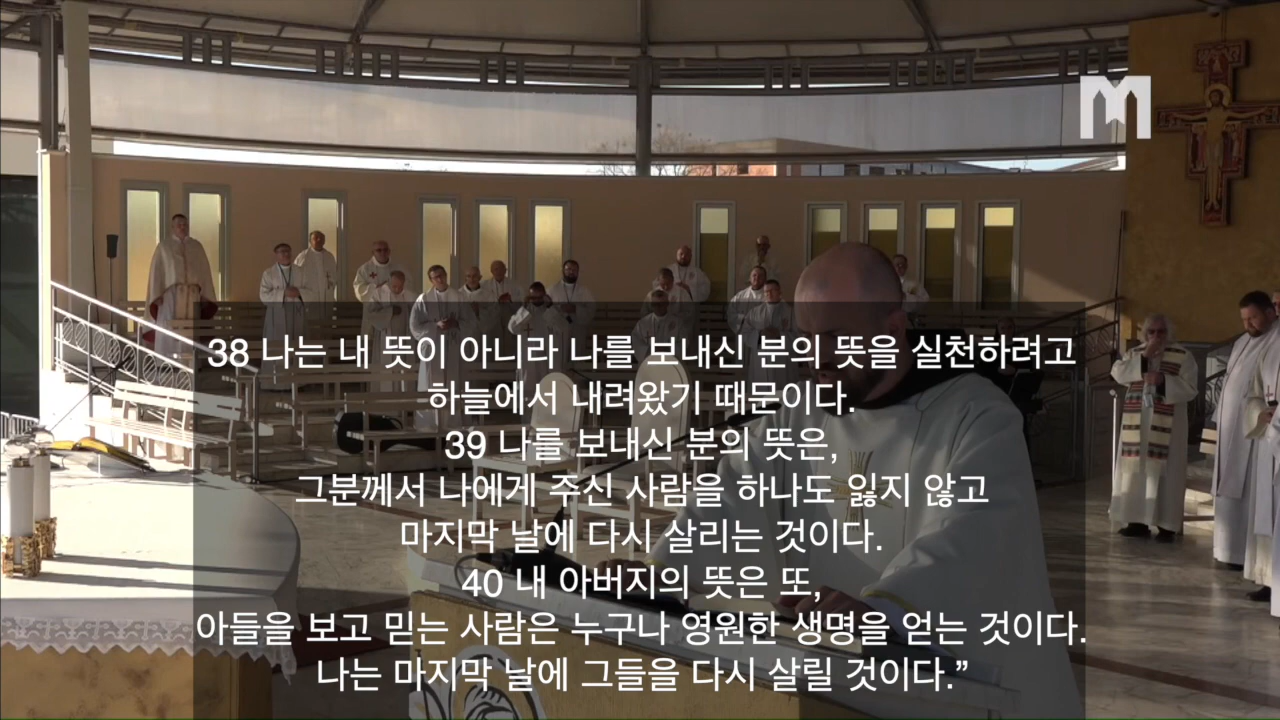 38 나는 내 뜻이 아니라 나를 보내신 분의 뜻을 실천하려고
하늘에서 내려왔기 때문이다.
39 나를 보내신 분의 뜻은,
그분께서 나에게 주신 사람을 하나도 잃지 않고
마지막 날에 다시 살리는 것이다.
40 내 아버지의 뜻은 또,
아들을 보고 믿는 사람은 누구나 영원한 생명을 얻는 것이다.
나는 마지막 날에 그들을 다시 살릴 것이다.”